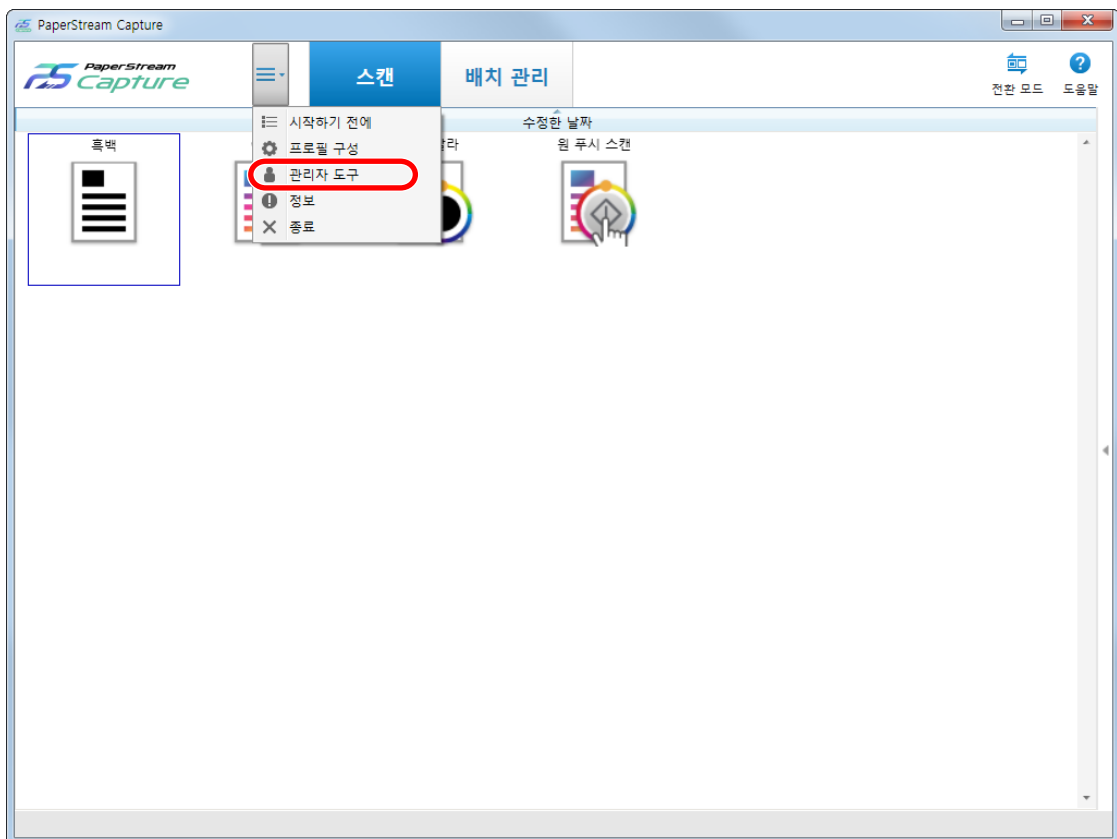 PaperStream Capture
PaperStream
Capture
스캔
배치 관리
전환 모드
도움말
시작하기 전에
프로필 구성
관리자 도구
정보
종료
수정한 날짜
흑백
원 푸시 스캔